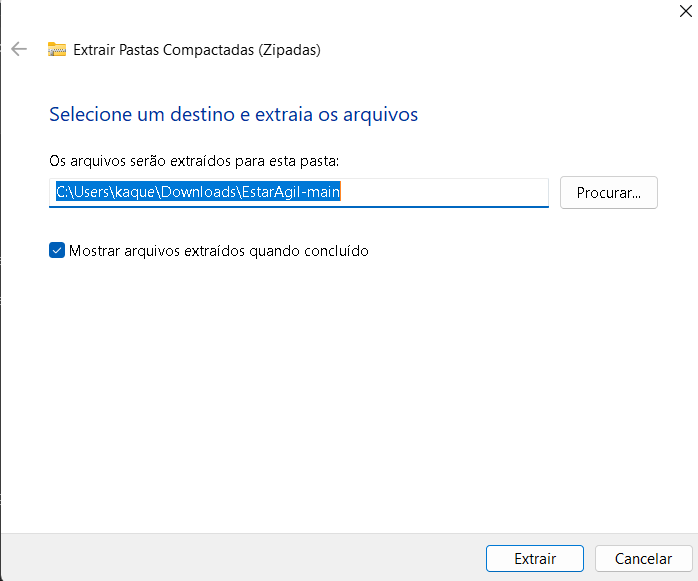 Extrair Pastas Compactadas (Zipadas)
Selecione um destino e extraia os arquivos
Os arquivos serão extraídos para esta pasta:
C:\Users\kaque\Downloads\EstarAgil-main
Procurar...
Mostrar arquivos extraídos quando concluído
Extrair
Cancelar